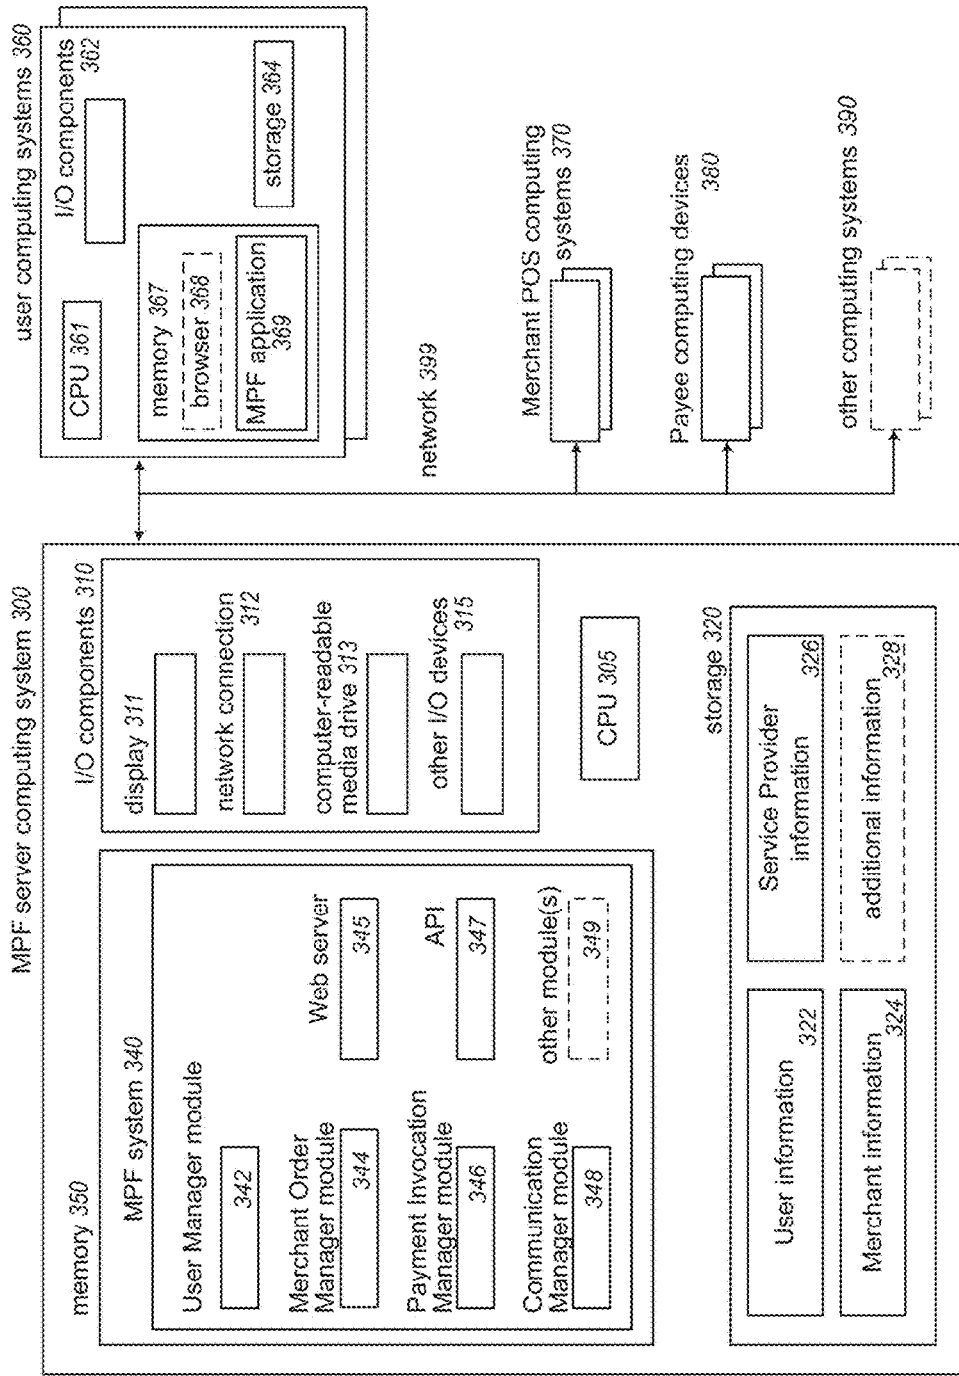 MPF server computing system 300
memory 350
MPF system 340
User Manager module
342
Merchant Order
Manager module
344
Payment Invocation
Manager module
346
Communication
Manager module
348
Web server
345
API
347
other module(s)
349
I/O components 310
display 311
network connection
312
computer-readable
media drive 313
other I/O devices
315
CPU 305
storage 320
User information
322
Service Provider
information
326
Merchant information
324
additional information
328
user computing systems 360
CPU 361
I/O components
362
memory 367
browser 368
MPF application
369
storage 364
network 399
Merchant POS computing
systems 370
Payee computing devices
380
other computing systems 390